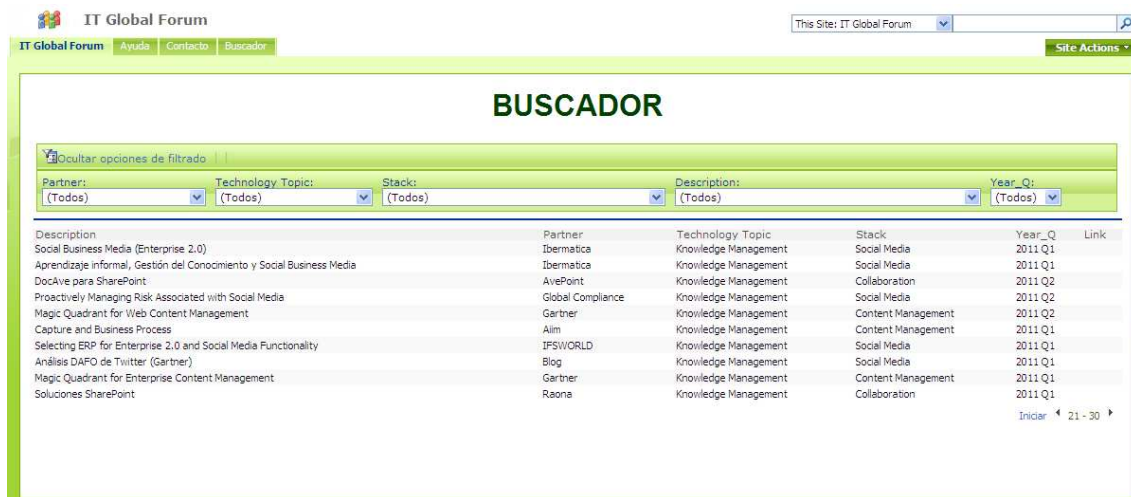 IT Global Forum
This Site: IT Global Forum
IT Global Forum Ayuda Contacto Buscador Site Actions
BUSCADOR
Ocultar opciones de filtrado
Partner: Technology Topic: Stack: Description: Year_Q:
(Todos) (Todos) (Todos) (Todos) (Todos)
Description Partner Technology Topic Stack Year_Q Link
Social Business Media (Enterprise 2.0) Ibermatica Knowledge Management Social Media 2011 Q1
Aprendizaje informal, Gestión del Conocimiento y Social Business Media Ibermatica Knowledge Management Social Media 2011 Q1
DocAve para SharePoint AvePoint Knowledge Management Collaboration 2011 Q2
Proactively Managing Risk Associated with Social Media Global Compliance Knowledge Management Social Media 2011 Q2
Magic Quadrant for Web Content Management Gartner Knowledge Management Content Management 2011 Q2
Capture and Business Process Aiim Knowledge Management Content Management 2011 Q1
Selecting ERP for Enterprise 2.0 and Social Media Functionality IFSWORLD Knowledge Management Social Media 2011 Q1
Análisis DAFO de Twitter (Gartner) Blog Knowledge Management Social Media 2011 Q1
Magic Quadrant for Enterprise Content Management Gartner Knowledge Management Content Management 2011 Q1
Soluciones SharePoint Raona Knowledge Management Collaboration 2011 Q1
Iniciar 21 - 30